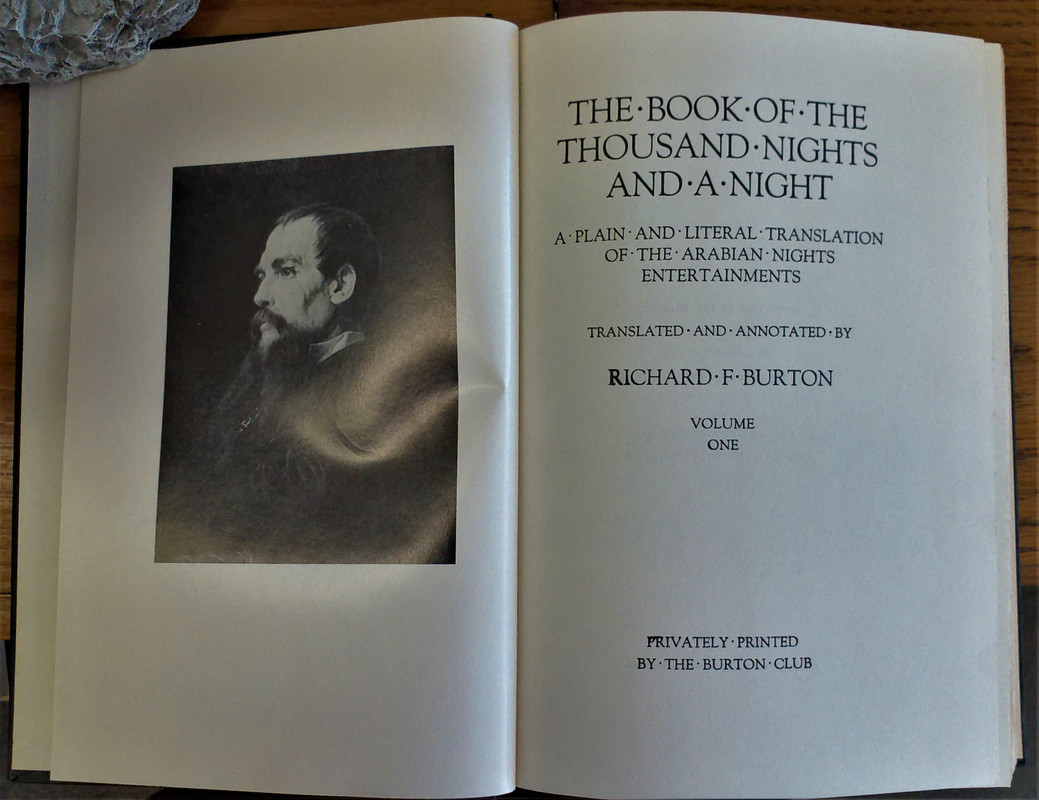 THE·BOOK·OF·THE
THOUSAND·NIGHTS
AND·A·NIGHT
A·PLAIN·AND·LITERAL·TRANSLATION
OF·THE·ARABIAN·NIGHTS
ENTERTAINMENTS
TRANSLATED·AND·ANNOTATED·BY
RICHARD·F·BURTON
VOLUME
ONE
PRIVATELY·PRINTED
BY·THE·BURTON·CLUB